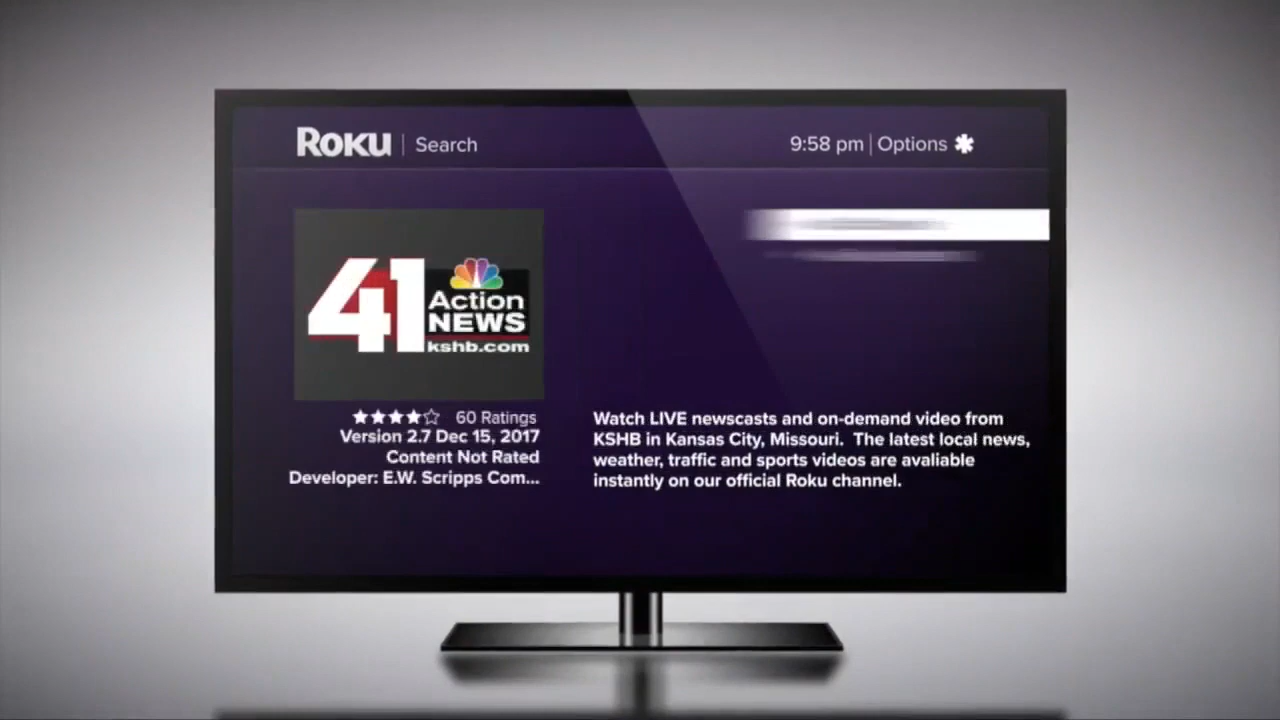 ROKU | Search
9:58 pm | Options ✱
41 Action
NEWS
kshb.com
★★★★☆ 60 Ratings
Version 2.7 Dec 15, 2017
Content Not Rated
Developer: E.W. Scripps Com...
Watch LIVE newscasts and on-demand video from
KSHB in Kansas City, Missouri. The latest local news,
weather, traffic and sports videos are avaliable
instantly on our official Roku channel.